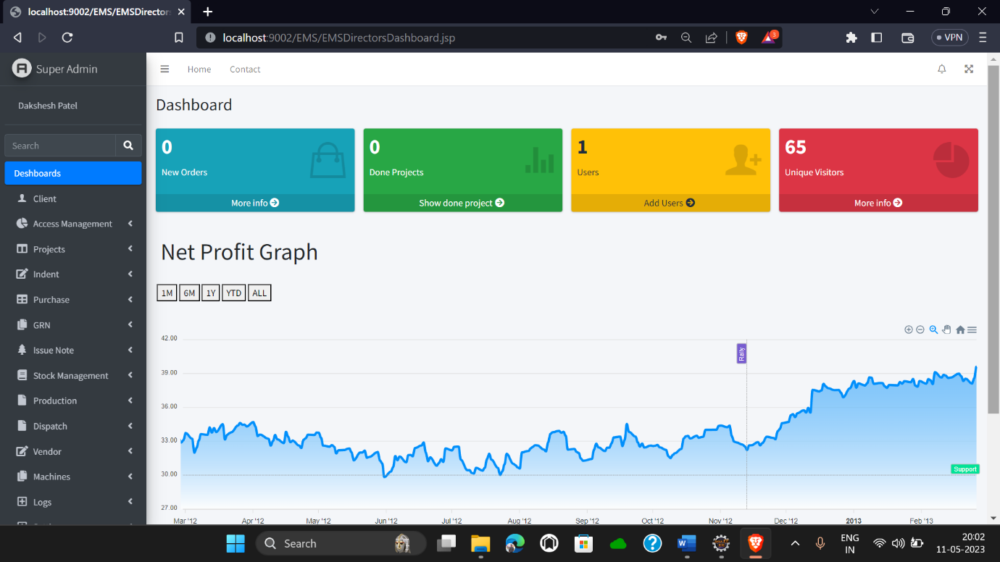 localhost:9002/EMS/EMSDirectors
localhost:9002/EMS/EMSDirectorsDashboard.jsp
3
VPN
Super Admin
Home
Contact
Dakshesh Patel
Search
Deshboards
Client
Access Management
Projects
Indent
Purchase
GRN
Issue Note
Stock Management
Production
Dispatch
Vendor
Machines
Logs
Dashboard
0
New Orders
More info
0
Done Projects
Show done project
1
Users
Add Users
65
Unique Visitors
More info
Net Profit Graph
1M 6M 1Y YTD ALL
42.00
39.00
36.00
33.00
30.00
27.00
Rally
Support
Mar '12 Apr '12 May '12 Jun '12 Jul '12 Aug '12 Sep '12 Oct '12 Nov '12 Dec '12 2013 Feb '13
Search
ENG
IN
20:02
11-05-2023